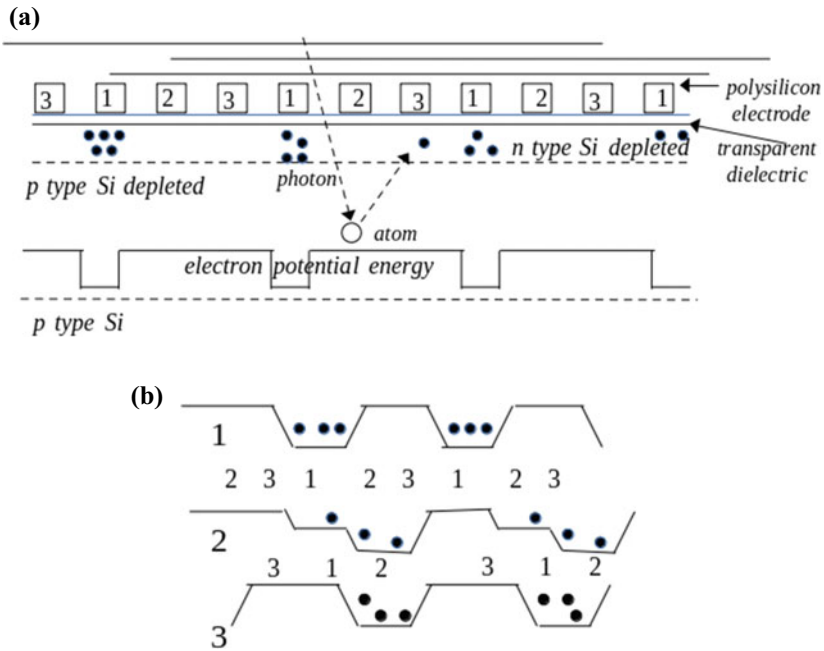 (a)
3 1 2 3 1 2 3 1 2 3 1
polysilicon
electrode
n type Si depleted
transparent
dielectric
p type Si depleted
photon
atom
electron potential energy
p type Si
(b)
1
2 3 1 2 3 1 2 3
2
3 1 2 3 1 2
3